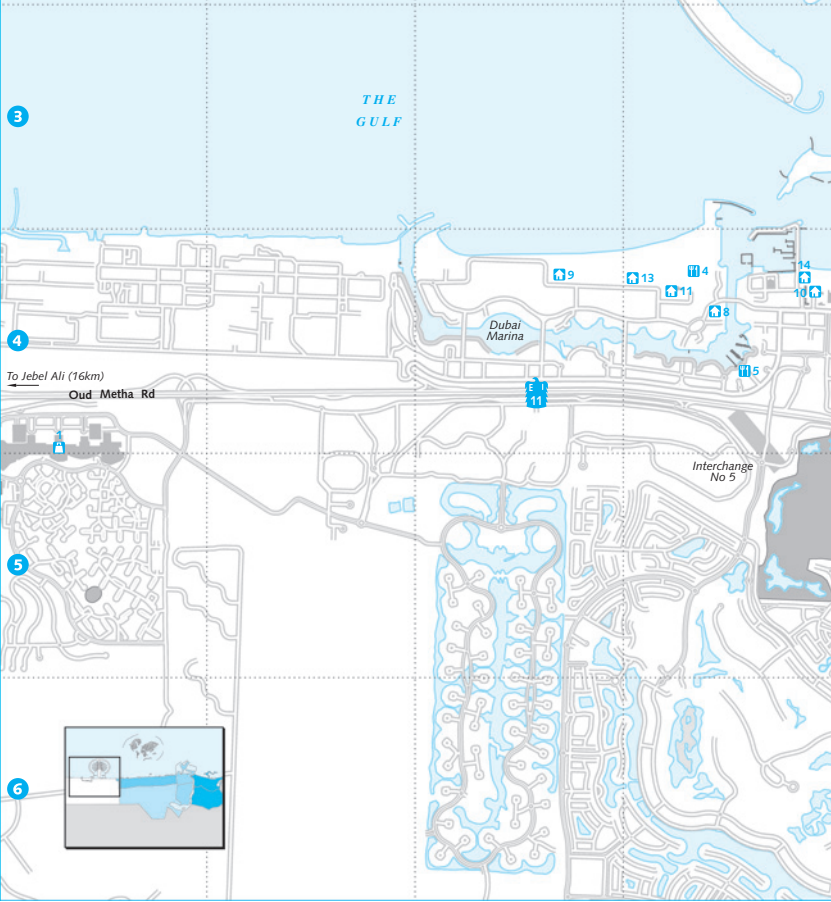 THE
GULF
3
9
13
4
11
14
10
8
Dubai
Marina
4
5
To Jebel Ali (16km)
Oud Metha Rd
E 11
1
Interchange
No 5
5
6